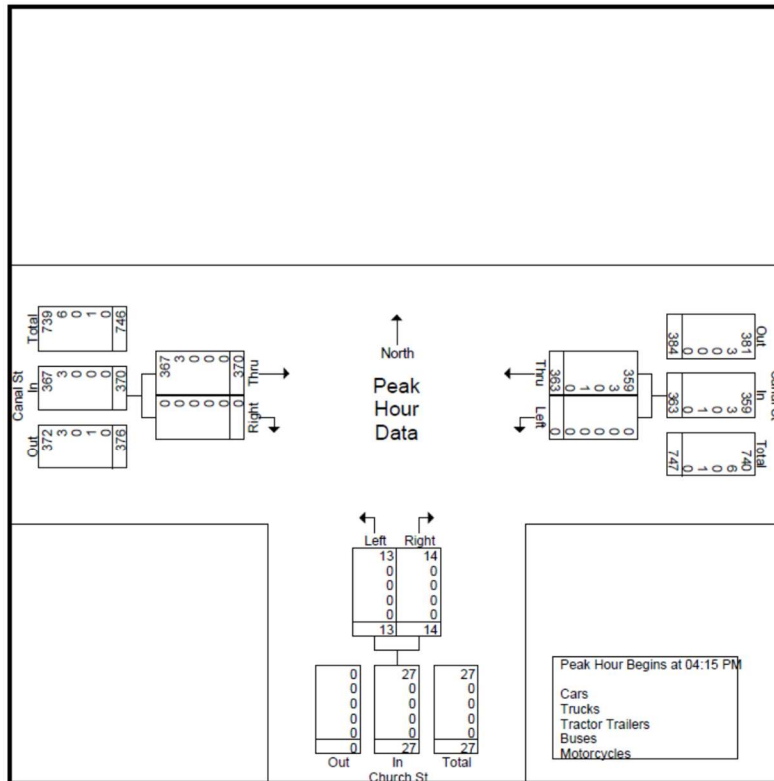 Canal St
Total
739 6 0 1 0 746
In
367 3 0 0 0 370
Out
372 3 0 1 0 376
Thru
367 3 0 0 0 370
Right
0 0 0 0 0 0
North
Peak
Hour
Data
Thru
359 3 0 1 0 363
Left
0 0 0 0 0 0
Out
381 3 0 0 0 384
In
359 3 0 1 0 363
Total
740 6 0 1 0 747
Canal St
Left Right
13 14
0 0
0 0
0 0
0 0
13 14
0 27 27
0 0 0
0 0 0
0 0 0
0 0 0
0 27 27
Out In Total
Church St
Peak Hour Begins at 04:15 PM
Cars
Trucks
Tractor Trailers
Buses
Motorcycles